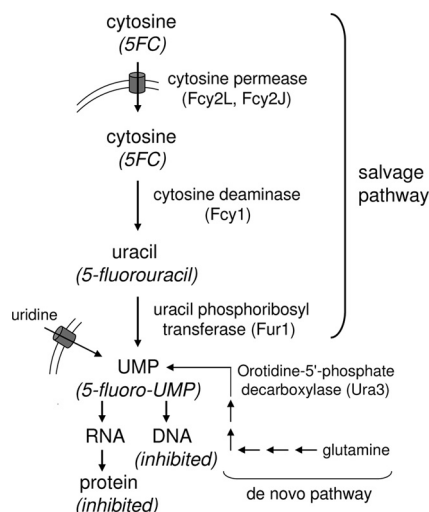 cytosine
(5FC)
cytosine permease
(Fcy2L, Fcy2J)
cytosine
(5FC)
salvage
pathway
cytosine deaminase
(Fcy1)
uracil
(5-fluorouracil)
uridine
uracil phosphoribosyl
transferase (Fur1)
UMP
(5-fluoro-UMP)
Orotidine-5'-phosphate
decarboxylase (Ura3)
RNA
DNA
(inhibited)
glutamine
protein
(inhibited)
de novo pathway